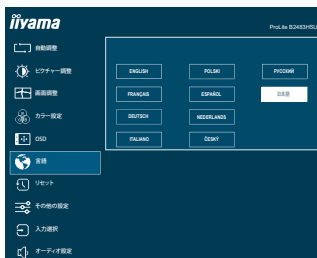 iiyama
ProLite B2483HSU
自動調整
ピクチャー調整
画面調整
カラー設定
OSD
言語
リセット
その他の設定
入力選択
オーディオ設定
ENGLISH
POLSKI
РУССКИЙ
FRANÇAIS
ESPAÑOL
日本語
DEUTSCH
NEDERLANDS
ITALIANO
ČESKÝ